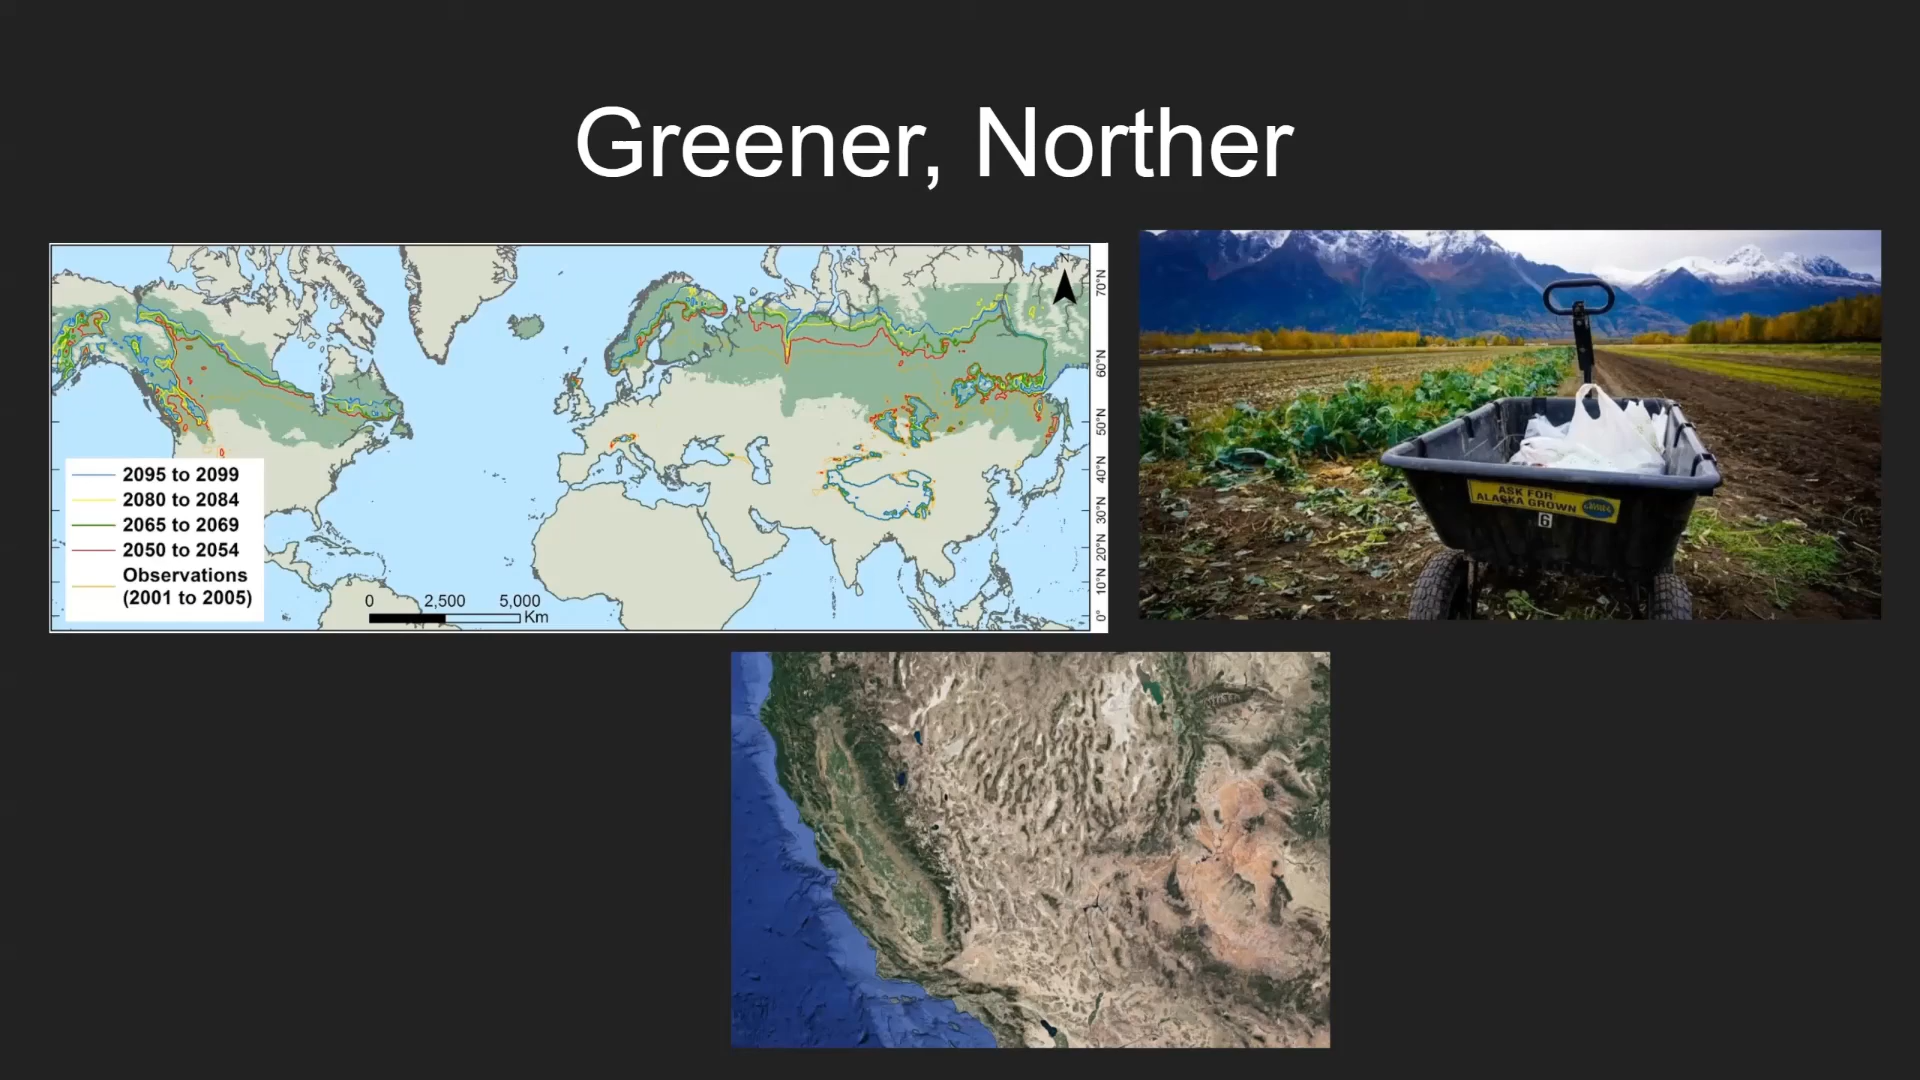 Greener, Norther
70°N
60°N
50°N
40°N
30°N
20°N
10°N
0°
2095 to 2099
2080 to 2084
2065 to 2069
2050 to 2054
Observations
(2001 to 2005)
0 2,500 5,000
Km
ASK FOR
ALASKA GROWN
6